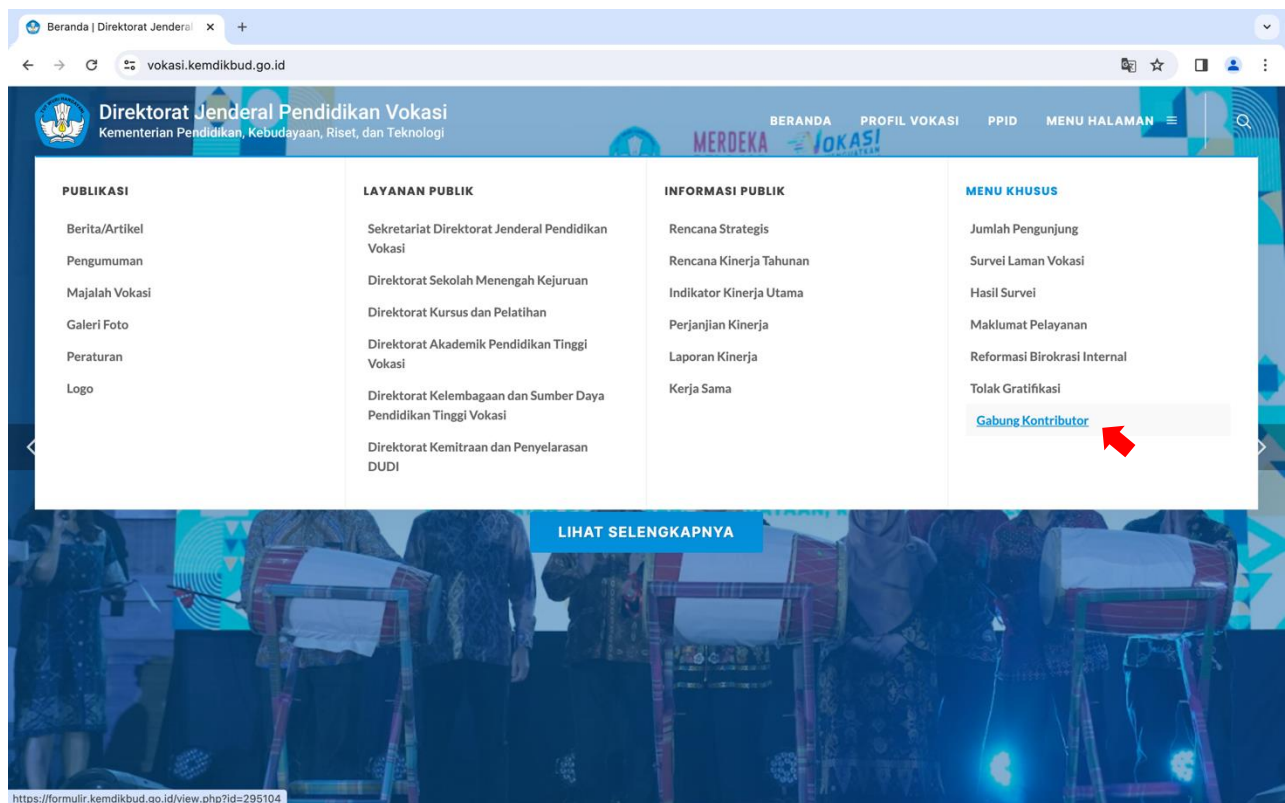 Beranda | Direktorat Jendera
vokasi.kemdikbud.go.id
Direktorat Jenderal Pendidikan Vokasi
Kementerian Pendidikan, Kebudayaan, Riset, dan Teknologi
BERANDA PROFIL VOKASI PPID MENU HALAMAN
MERDEKA VOKASI!
PUBLIKASI
Berita/Artikel
Pengumuman
Majalah Vokasi
Galeri Foto
Peraturan
Logo
LAYANAN PUBLIK
Sekretariat Direktorat Jenderal Pendidikan
Vokasi
Direktorat Sekolah Menengah Kejuruan
Direktorat Kursus dan Pelatihan
Direktorat Akademik Pendidikan Tinggi
Vokasi
Direktorat Kelembagaan dan Sumber Daya
Pendidikan Tinggi Vokasi
Direktorat Kemitraan dan Penyelarasan
DUDI
INFORMASI PUBLIK
Rencana Strategis
Rencana Kinerja Tahunan
Indikator Kinerja Utama
Perjanjian Kinerja
Laporan Kinerja
Kerja Sama
MENU KHUSUS
Jumlah Pengunjung
Survei Laman Vokasi
Hasil Survei
Maklumat Pelayanan
Reformasi Birokrasi Internal
Tolak Gratifikasi
Gabung Kontributor
LIHAT SELENGKAPNYA
https://formulir.kemdikbud.go.id/view.php?id=295104